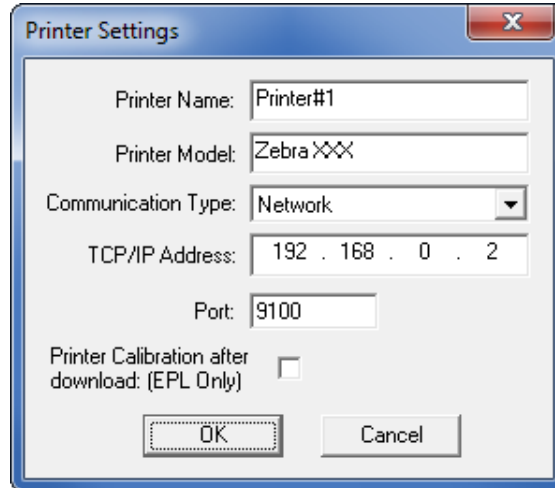 Printer Settings
Printer Name: Printer#1
Printer Model: Zebra XXX
Communication Type: Network
TCP/IP Address: 192 . 168 . 0 . 2
Port: 9100
Printer Calibration after
download: (EPL Only)
OK Cancel